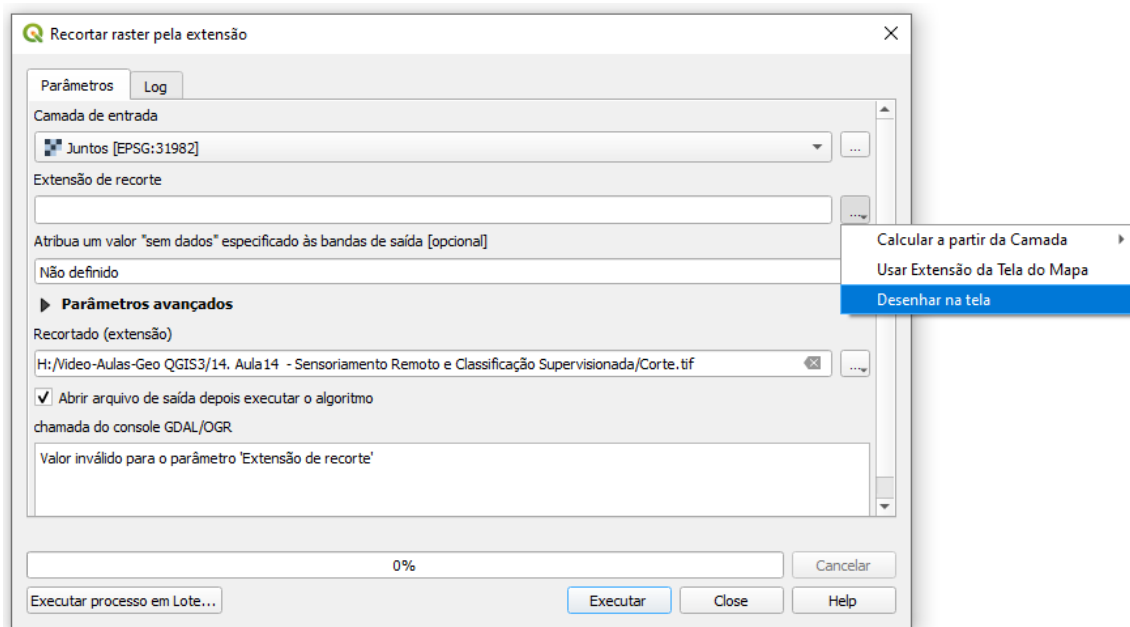 Recortar raster pela extensão
Parâmetros
Log
Camada de entrada
Juntos [EPSG:31982]
...
Extensão de recorte
...
Calcular a partir da Camada
Usar Extensão da Tela do Mapa
Desenhar na tela
Atribua um valor "sem dados" especificado às bandas de saída [opcional]
Não definido
Parâmetros avançados
Recortado (extensão)
H:/Video-Aulas-Geo QGIS3/14. Aula14 - Sensoriamento Remoto e Classificação Supervisionada/Corte.tif
...
Abrir arquivo de saída depois executar o algoritmo
chamada do console GDAL/OGR
Valor inválido para o parâmetro 'Extensão de recorte'
0%
Cancelar
Executar processo em Lote...
Executar
Close
Help